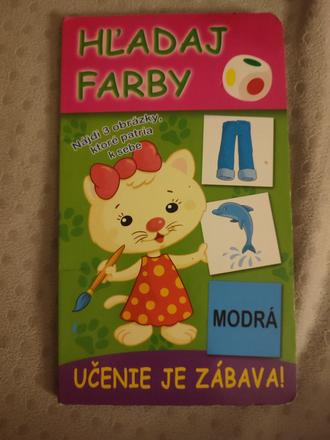 HĽADAJ
FARBY
Nájdi 3 obrázky,
ktoré patria
k sebe
MODRÁ
UČENIE JE ZÁBAVA!